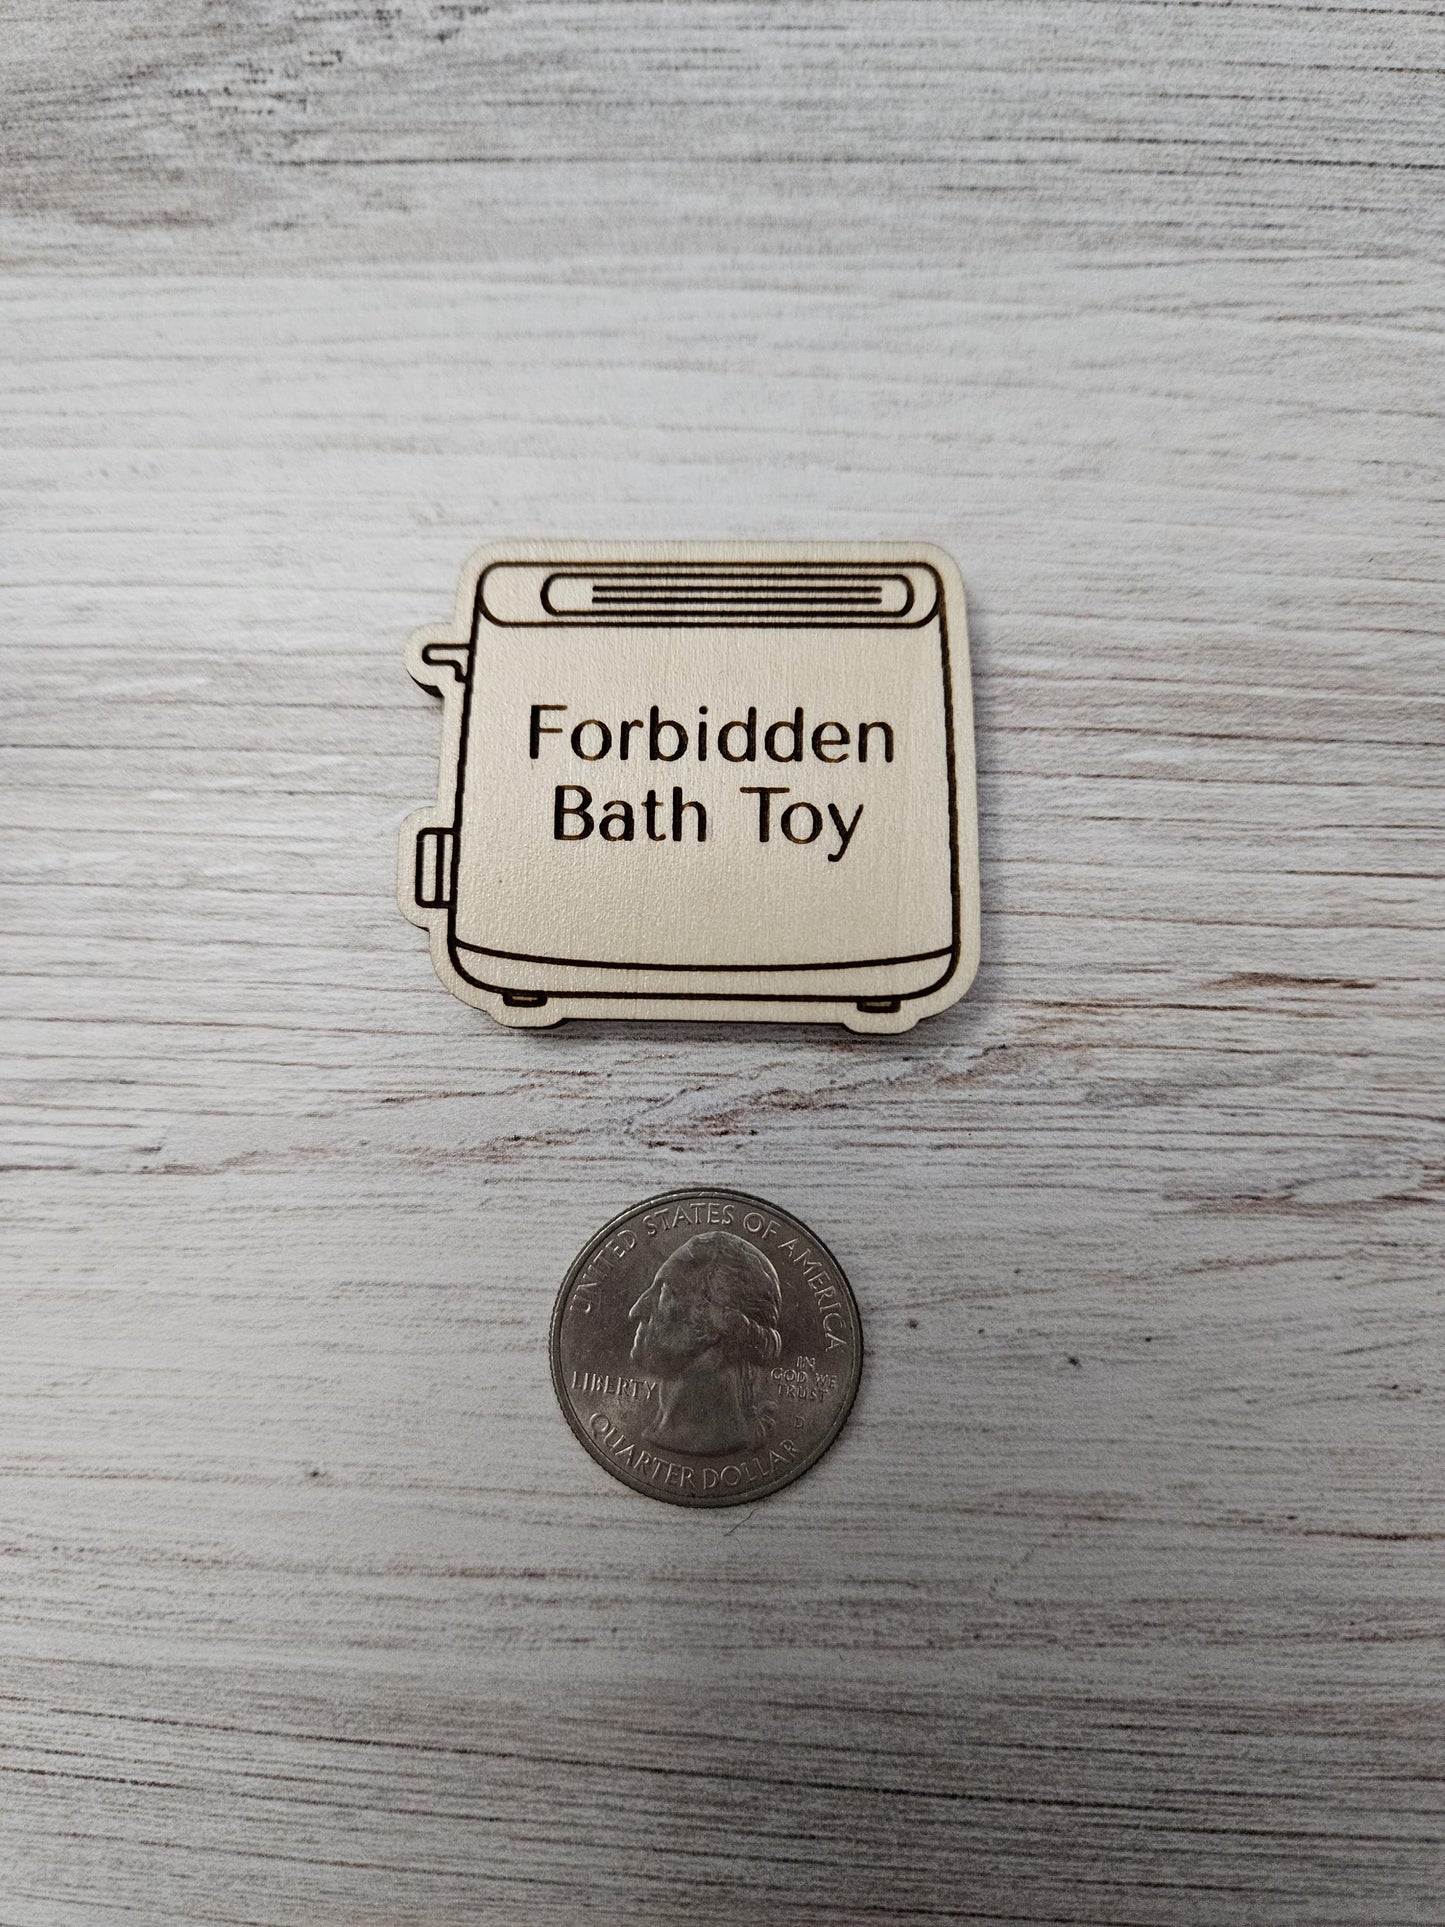 Forbidden
Bath Toy
UNITED STATES OF AMERICA
LIBERTY
IN
GOD WE
TRUST
D
QUARTER DOLLAR